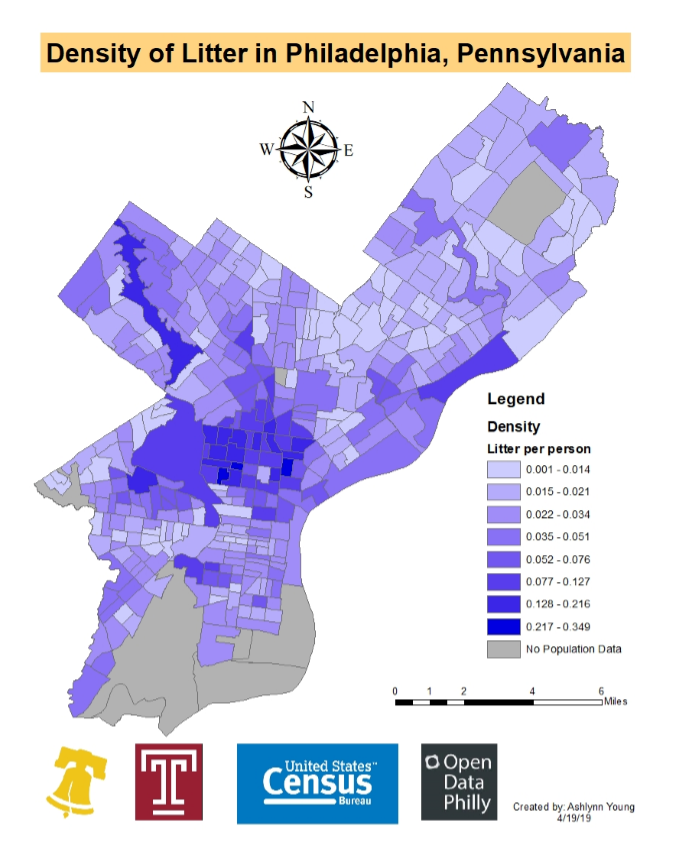 Density of Litter in Philadelphia, Pennsylvania
N
W
E
S
Legend
Density
Litter per person
0.001 - 0.014
0.015 - 0.021
0.022 - 0.034
0.035 - 0.051
0.052 - 0.076
0.077 - 0.127
0.128 - 0.216
0.217 - 0.349
No Population Data
0 1 2 4 6
Miles
T
United States™
Census
Bureau
Open
Data
Philly
Created by: Ashlynn Young
4/19/19